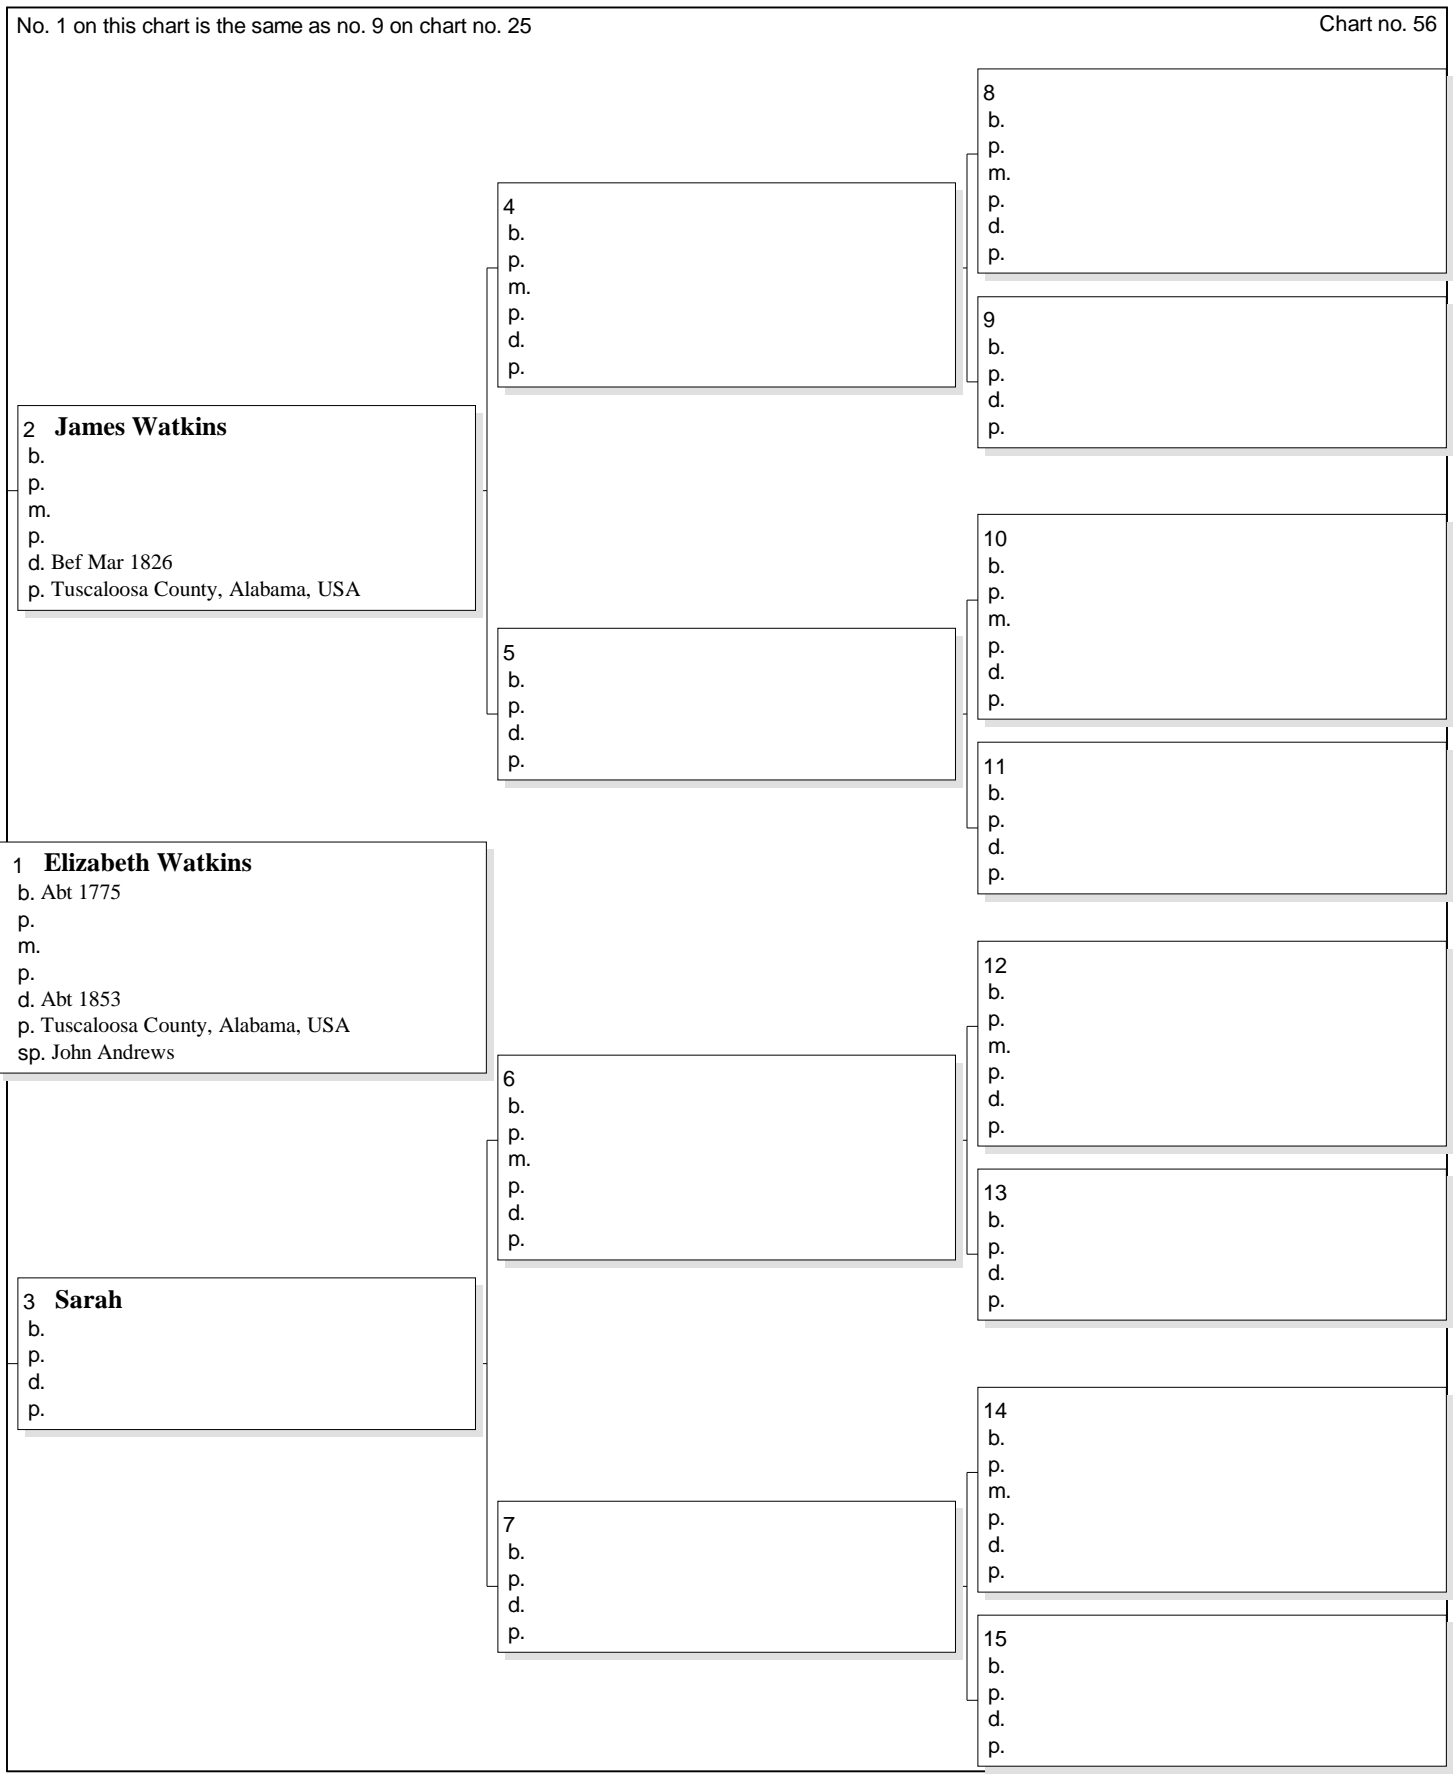 No. 1 on this chart is the same as no. 9 on chart no. 25
Chart no. 56
8
b.
p.
m.
p.
d.
p.
4
b.
p.
m.
p.
d.
p.
9
b.
p.
d.
p.
2 James Watkins
b.
p.
m.
p.
d. Bef Mar 1826
p. Tuscaloosa County, Alabama, USA
10
b.
p.
m.
p.
d.
p.
5
b.
p.
d.
p.
11
b.
p.
d.
p.
1 Elizabeth Watkins
b. Abt 1775
p.
m.
p.
d. Abt 1853
p. Tuscaloosa County, Alabama, USA
sp. John Andrews
12
b.
p.
m.
p.
d.
p.
6
b.
p.
m.
p.
d.
p.
13
b.
p.
d.
p.
3 Sarah
b.
p.
d.
p.
14
b.
p.
m.
p.
d.
p.
7
b.
p.
d.
p.
15
b.
p.
d.
p.